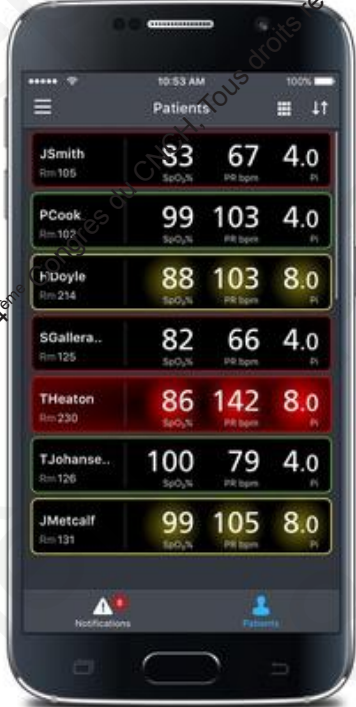 10:53 AM 100%
Patients
JSmith 83 67 4.0
Rm 105 SpO₂% PR bpm Pi
PCook 99 103 4.0
Rm 102 SpO₂% PR bpm Pi
HDoyle 88 103 8.0
Rm 214 SpO₂% PR bpm Pi
SGallera.. 82 66 4.0
Rm 125 SpO₂% PR bpm Pi
THeaton 86 142 8.0
Rm 230 SpO₂% PR bpm Pi
TJohanse.. 100 79 4.0
Rm 126 SpO₂% PR bpm Pi
JMetcalf 99 105 8.0
Rm 131 SpO₂% PR bpm Pi
Notifications Patients
ème Congrès du CNGH, Tous droits